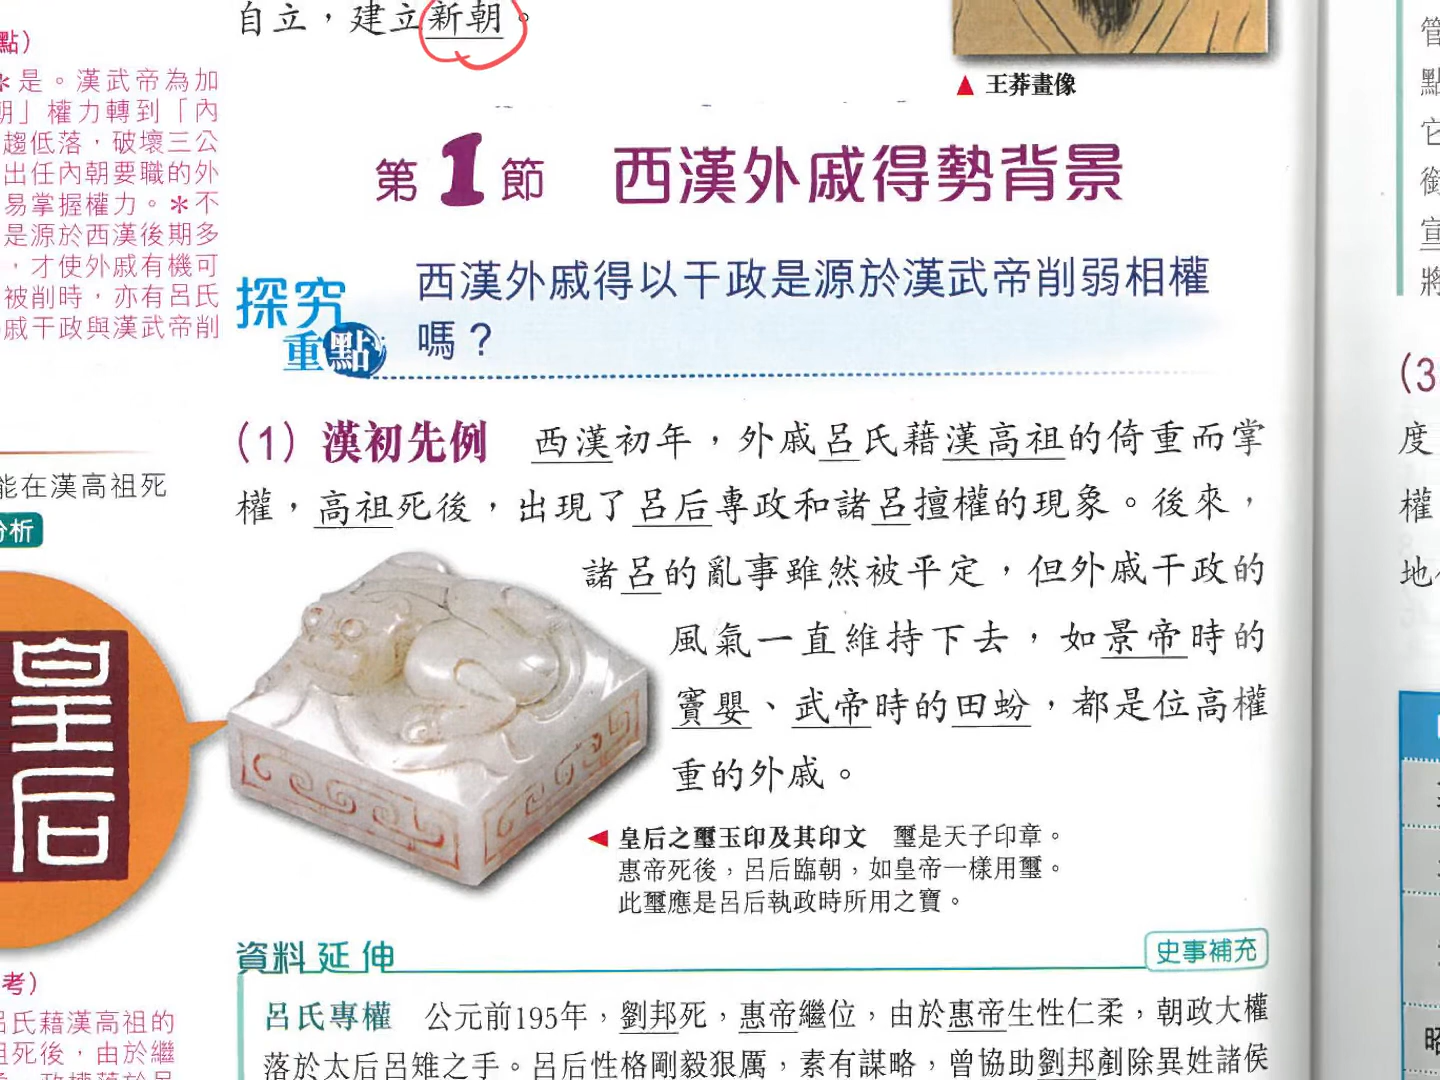 自立，建立新朝。
▲ 王莽畫像
第1節 西漢外戚得勢背景
探究重點
西漢外戚得以干政是源於漢武帝削弱相權
嗎？
(1) 漢初先例 西漢初年，外戚呂氏藉漢高祖的倚重而掌
權，高祖死後，出現了呂后專政和諸呂擅權的現象。後來，
諸呂的亂事雖然被平定，但外戚干政的
風氣一直維持下去，如景帝時的
竇嬰、武帝時的田蚡，都是位高權
重的外戚。
◀ 皇后之璽玉印及其印文 璽是天子印章。
惠帝死後，呂后臨朝，如皇帝一樣用璽。
此璽應是呂后執政時所用之寶。
資料延伸
史事補充
呂氏專權 公元前195年，劉邦死，惠帝繼位，由於惠帝生性仁柔，朝政大權
落於太后呂雉之手。呂后性格剛毅狠厲，素有謀略，曾協助劉邦剷除異姓諸侯
點）
＊是。漢武帝為加
朝」權力轉到「內
趨低落，破壞三公
出任內朝要職的外
易掌握權力。＊不
是源於西漢後期多
，才使外戚有機可
被削時，亦有呂氏
戚干政與漢武帝削
能在漢高祖死
分析
皇后
考）
呂氏藉漢高祖的
祖死後，由於繼
管
點
它
宣
將
(3
度
權
地
昭